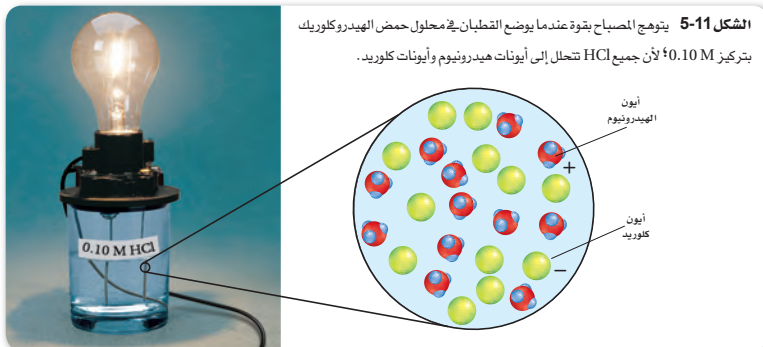 الشكل 11-5 يتوهج المصباح بقوة عندما يوضع القطبان في محلول حمض الهيدروكلوريك
بتركيز 0.10 M؛ لأن جميع HCl تتحلل إلى أيونات هيدرونيوم وأيونات كلوريد.
أيون
الهيدرونيوم
+
أيون
كلوريد
−
0.10 M HCl